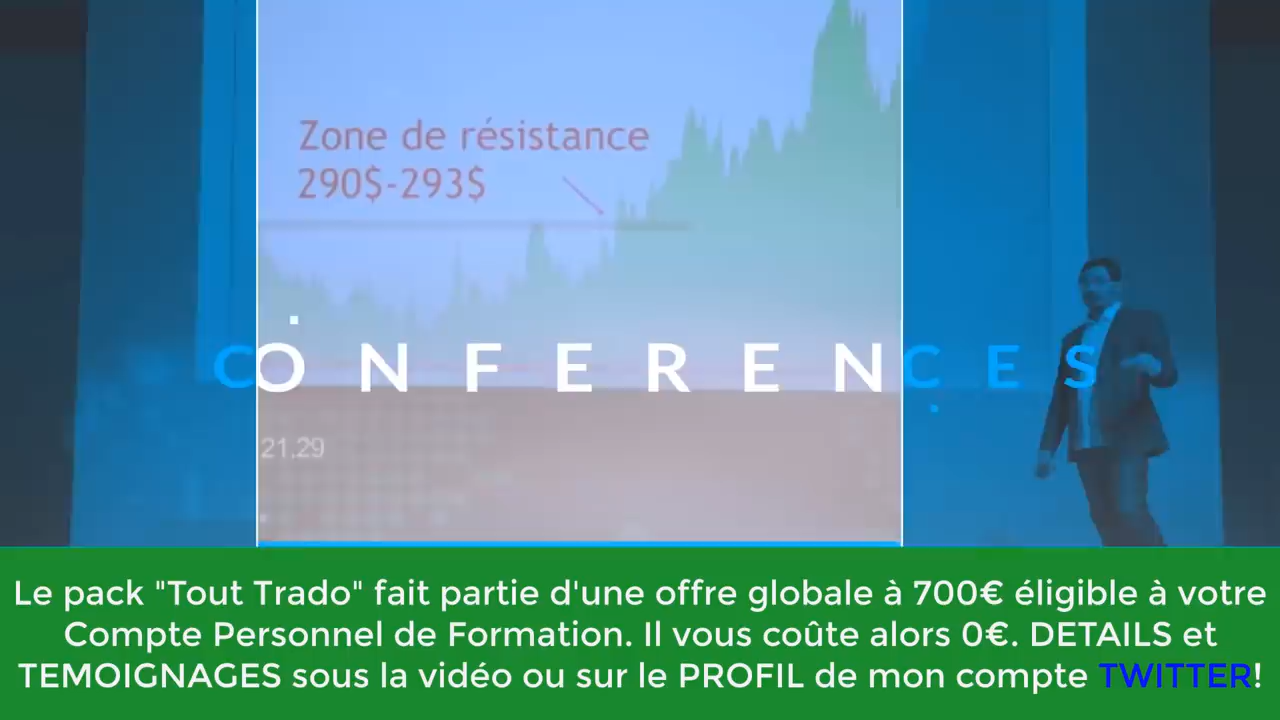 Zone de résistance
290$-293$
CONFERENCES
21.29
Le pack "Tout Trado" fait partie d'une offre globale à 700€ éligible à votre
Compte Personnel de Formation. Il vous coûte alors 0€. DETAILS et
TEMOIGNAGES sous la vidéo ou sur le PROFIL de mon compte TWITTER!